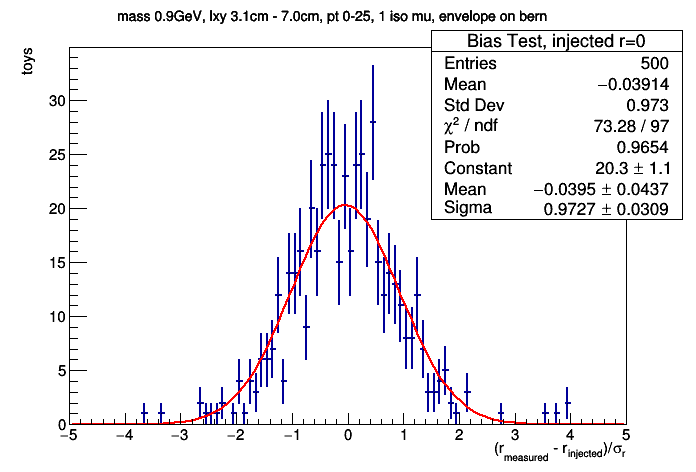 mass 0.9GeV, lxy 3.1cm - 7.0cm, pt 0-25, 1 iso mu, envelope on bern
Bias Test, injected r=0
Entries 500
Mean −0.03914
Std Dev 0.973
χ² / ndf 73.28 / 97
Prob 0.9654
Constant 20.3 ± 1.1
Mean −0.0395 ± 0.0437
Sigma 0.9727 ± 0.0309
toys
30
25
20
15
10
5
0
−5 −4 −3 −2 −1 0 1 2 3 4 5
(r_measured - r_injected)/σ_r